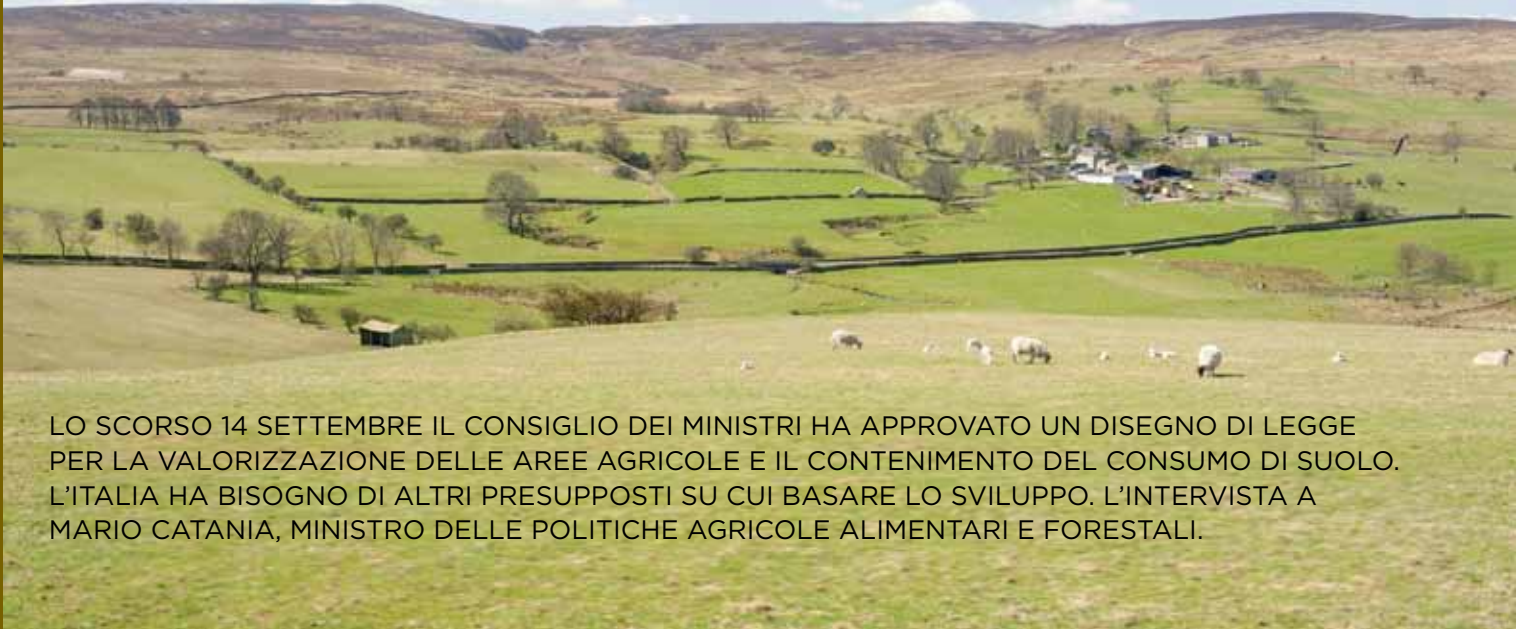 LO SCORSO 14 SETTEMBRE IL CONSIGLIO DEI MINISTRI HA APPROVATO UN DISEGNO DI LEGGE
PER LA VALORIZZAZIONE DELLE AREE AGRICOLE E IL CONTENIMENTO DEL CONSUMO DI SUOLO.
L’ITALIA HA BISOGNO DI ALTRI PRESUPPOSTI SU CUI BASARE LO SVILUPPO. L’INTERVISTA A
MARIO CATANIA, MINISTRO DELLE POLITICHE AGRICOLE ALIMENTARI E FORESTALI.